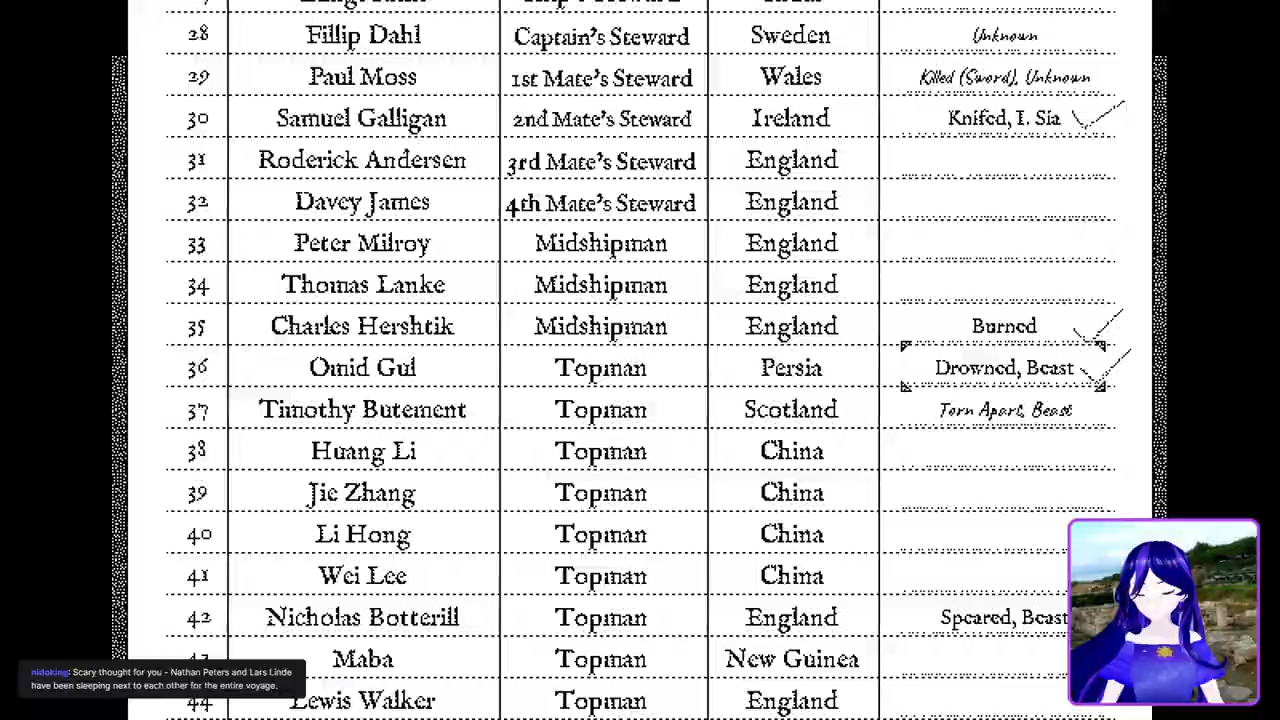 28 Fillip Dahl Captain's Steward Sweden Unknown
29 Paul Moss 1st Mate's Steward Wales Killed (Sword), Unknown
30 Samuel Galligan 2nd Mate's Steward Ireland Knifed, I. Sia
31 Roderick Andersen 3rd Mate's Steward England
32 Davey James 4th Mate's Steward England
33 Peter Milroy Midshipman England
34 Thomas Lanke Midshipman England
35 Charles Hershtik Midshipman England Burned
36 Omid Gul Topman Persia Drowned, Beast
37 Timothy Butement Topman Scotland Torn Apart, Beast
38 Huang Li Topman China
39 Jie Zhang Topman China
40 Li Hong Topman China
41 Wei Lee Topman China
42 Nicholas Botterill Topman England Speared, Beast
Maba Topman New Guinea
44 Lewis Walker Topman England
nidoking: Scary thought for you - Nathan Peters and Lars Linde
have been sleeping next to each other for the entire voyage.